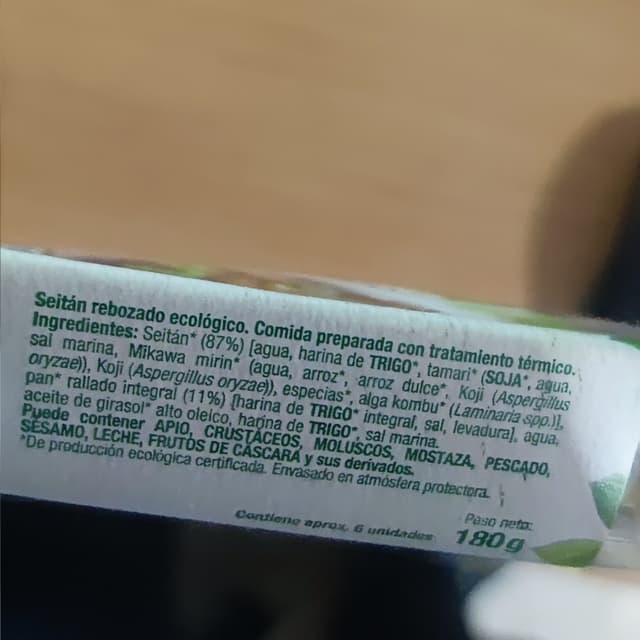 Seitán rebozado ecológico. Comida preparada con tratamiento térmico.
Ingredientes: Seitán* (87%) [agua, harina de TRIGO*, tamari* (SOJA*, agua,
sal marina, Mikawa mirin* (agua, arroz*, arroz dulce*, Koji (Aspergillus
oryzae)), Koji (Aspergillus oryzae)), especias*, alga kombu* (Laminaria spp.)],
pan* rallado integral (11%) [harina de TRIGO* integral, sal, levadura], agua,
aceite de girasol* alto oleico, harina de TRIGO*, sal marina.
Puede contener APIO, CRUSTÁCEOS, MOLUSCOS, MOSTAZA, PESCADO,
SÉSAMO, LECHE, FRUTOS DE CÁSCARA y sus derivados.
*De producción ecológica certificada. Envasado en atmósfera protectora.
Contiene aprox. 6 unidades
Peso neto:
180g